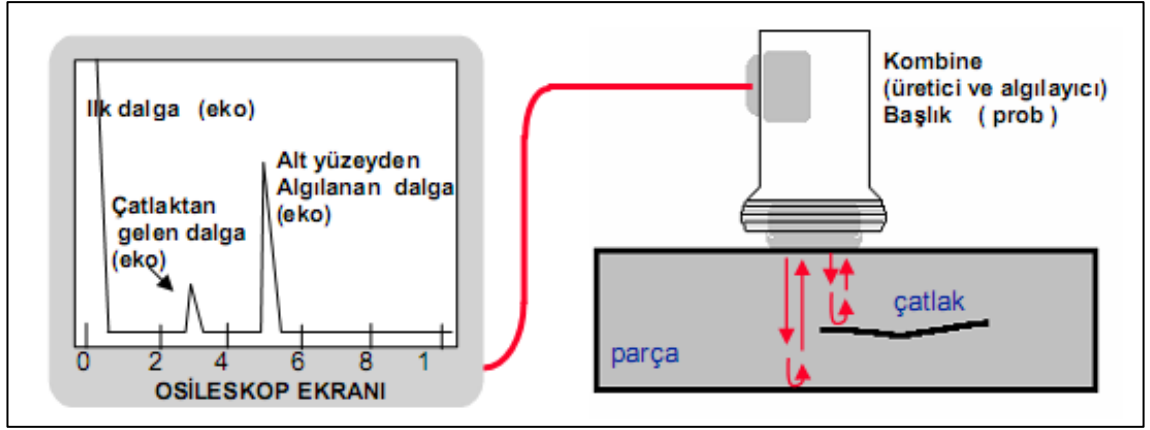 Ilk dalga (eko)
Çatlaktan
gelen dalga
(eko)
Alt yüzeyden
Algılanan dalga
(eko)
0 2 4 6 8 1
OSİLESKOP EKRANI
Kombine
(üretici ve algılayıcı)
Başlık ( prob )
çatlak
parça